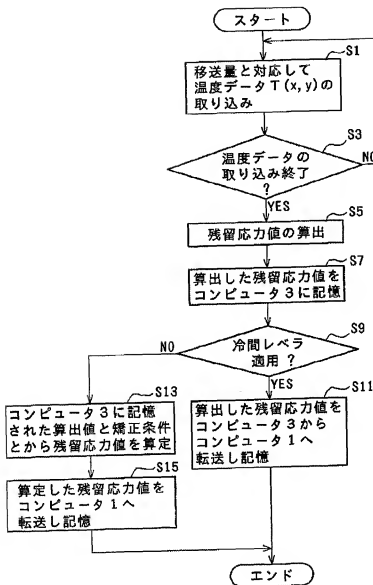 スタート
S1
移送量と対応して
温度データT(x,y)の
取り込み
S3
温度データの
取り込み終了
?
NO
YES
S5
残留応力値の算出
S7
算出した残留応力値を
コンピュータ3に記憶
S9
冷間レベラ
適用?
NO
YES
S13
コンピュータ3に記憶
された算出値と矯正条件
とから残留応力値を算定
S11
算出した残留応力値を
コンピュータ3から
コンピュータ1へ
転送し記憶
S15
算定した残留応力値を
コンピュータ1へ
転送し記憶
エンド